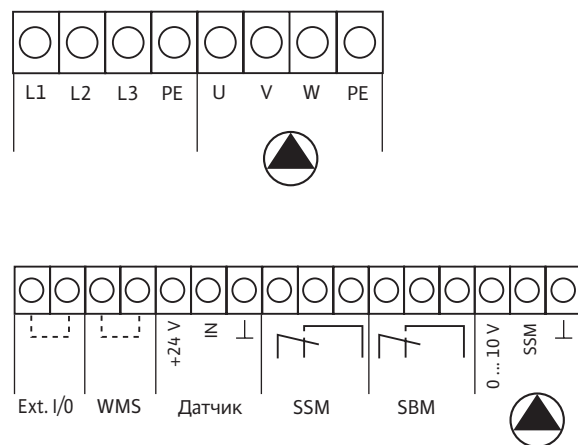 L1 L2 L3 PE U V W PE
+24 V IN 0 ... 10 V SSM
Ext. I/0 WMS Датчик SSM SBM